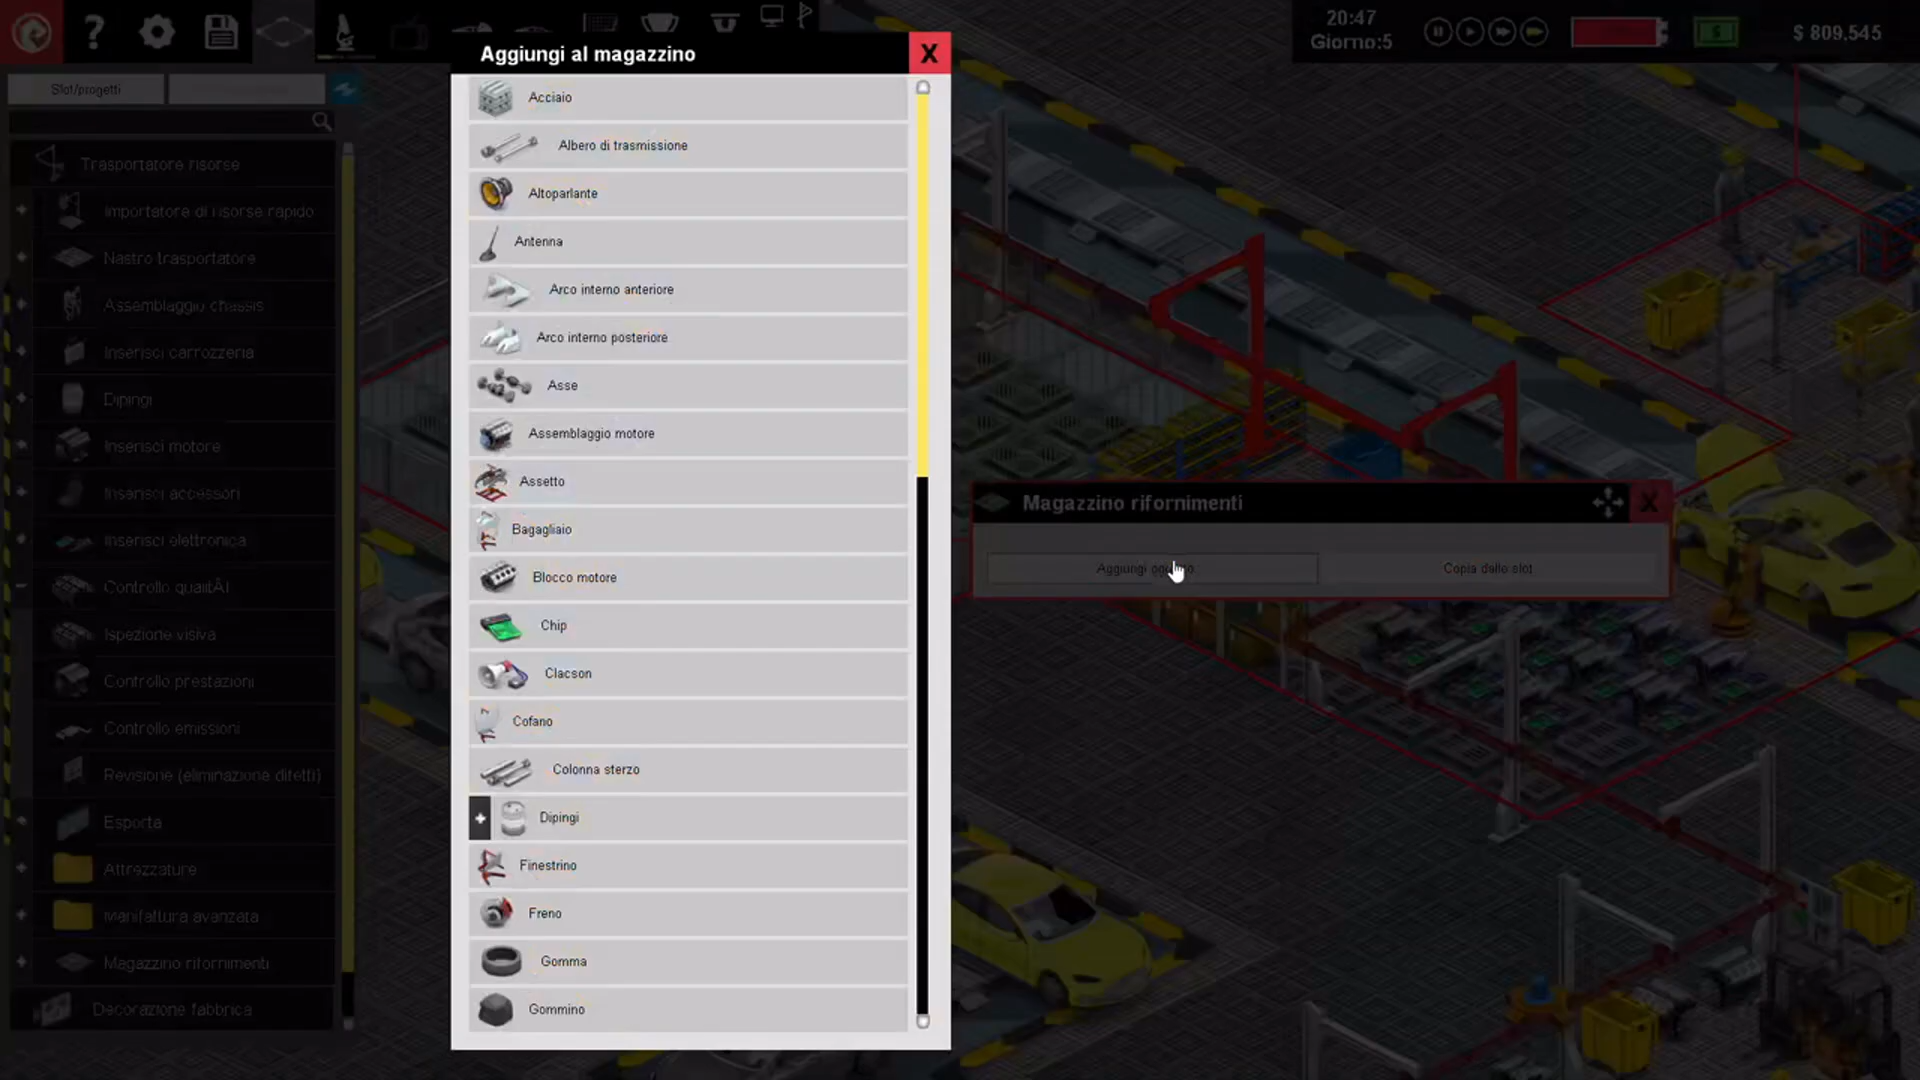 20:47
Giorno:5
$ 809,545
Aggiungi al magazzino
X
Slot/progetti
Trasportatore risorse
Importatore di risorse rapido
Nastro trasportatore
Assemblaggio chassis
Inserisci carrozzeria
Dipingi
Inserisci motore
Inserisci accessori
Inserisci elettronica
Controllo qualitÃI
Ispezione visiva
Controllo prestazioni
Controllo emissioni
Revisione (eliminazione difetti)
Esporta
Attrezzature
Manifattura avanzata
Magazzino rifornimenti
Decorazione fabbrica
Acciaio
Albero di trasmissione
Altoparlante
Antenna
Arco interno anteriore
Arco interno posteriore
Asse
Assemblaggio motore
Assetto
Bagagliaio
Blocco motore
Chip
Clacson
Cofano
Colonna sterzo
Dipingi
Finestrino
Freno
Gomma
Gommino
Magazzino rifornimenti
X
Aggiungi
Copia dello slot